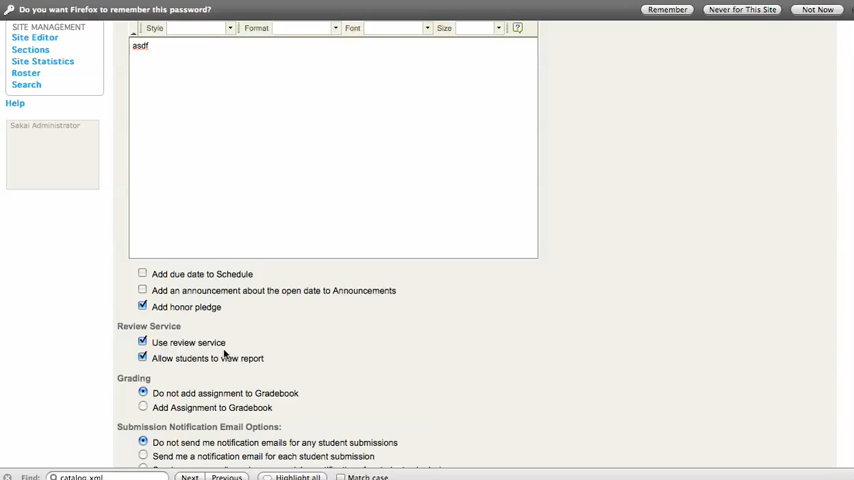 Do you want Firefox to remember this password?
Remember
Never for This Site
Not Now
SITE MANAGEMENT
Site Editor
Sections
Site Statistics
Roster
Search
Help
Sakai Administrator
Style
Format
Font
Size
asdf
Add due date to Schedule
Add an announcement about the open date to Announcements
Add honor pledge
Review Service
Use review service
Allow students to view report
Grading
Do not add assignment to Gradebook
Add Assignment to Gradebook
Submission Notification Email Options:
Do not send me notification emails for any student submissions
Send me a notification email for each student submission
Find:
catalog.xml
Next
Previous
Highlight all
Match case